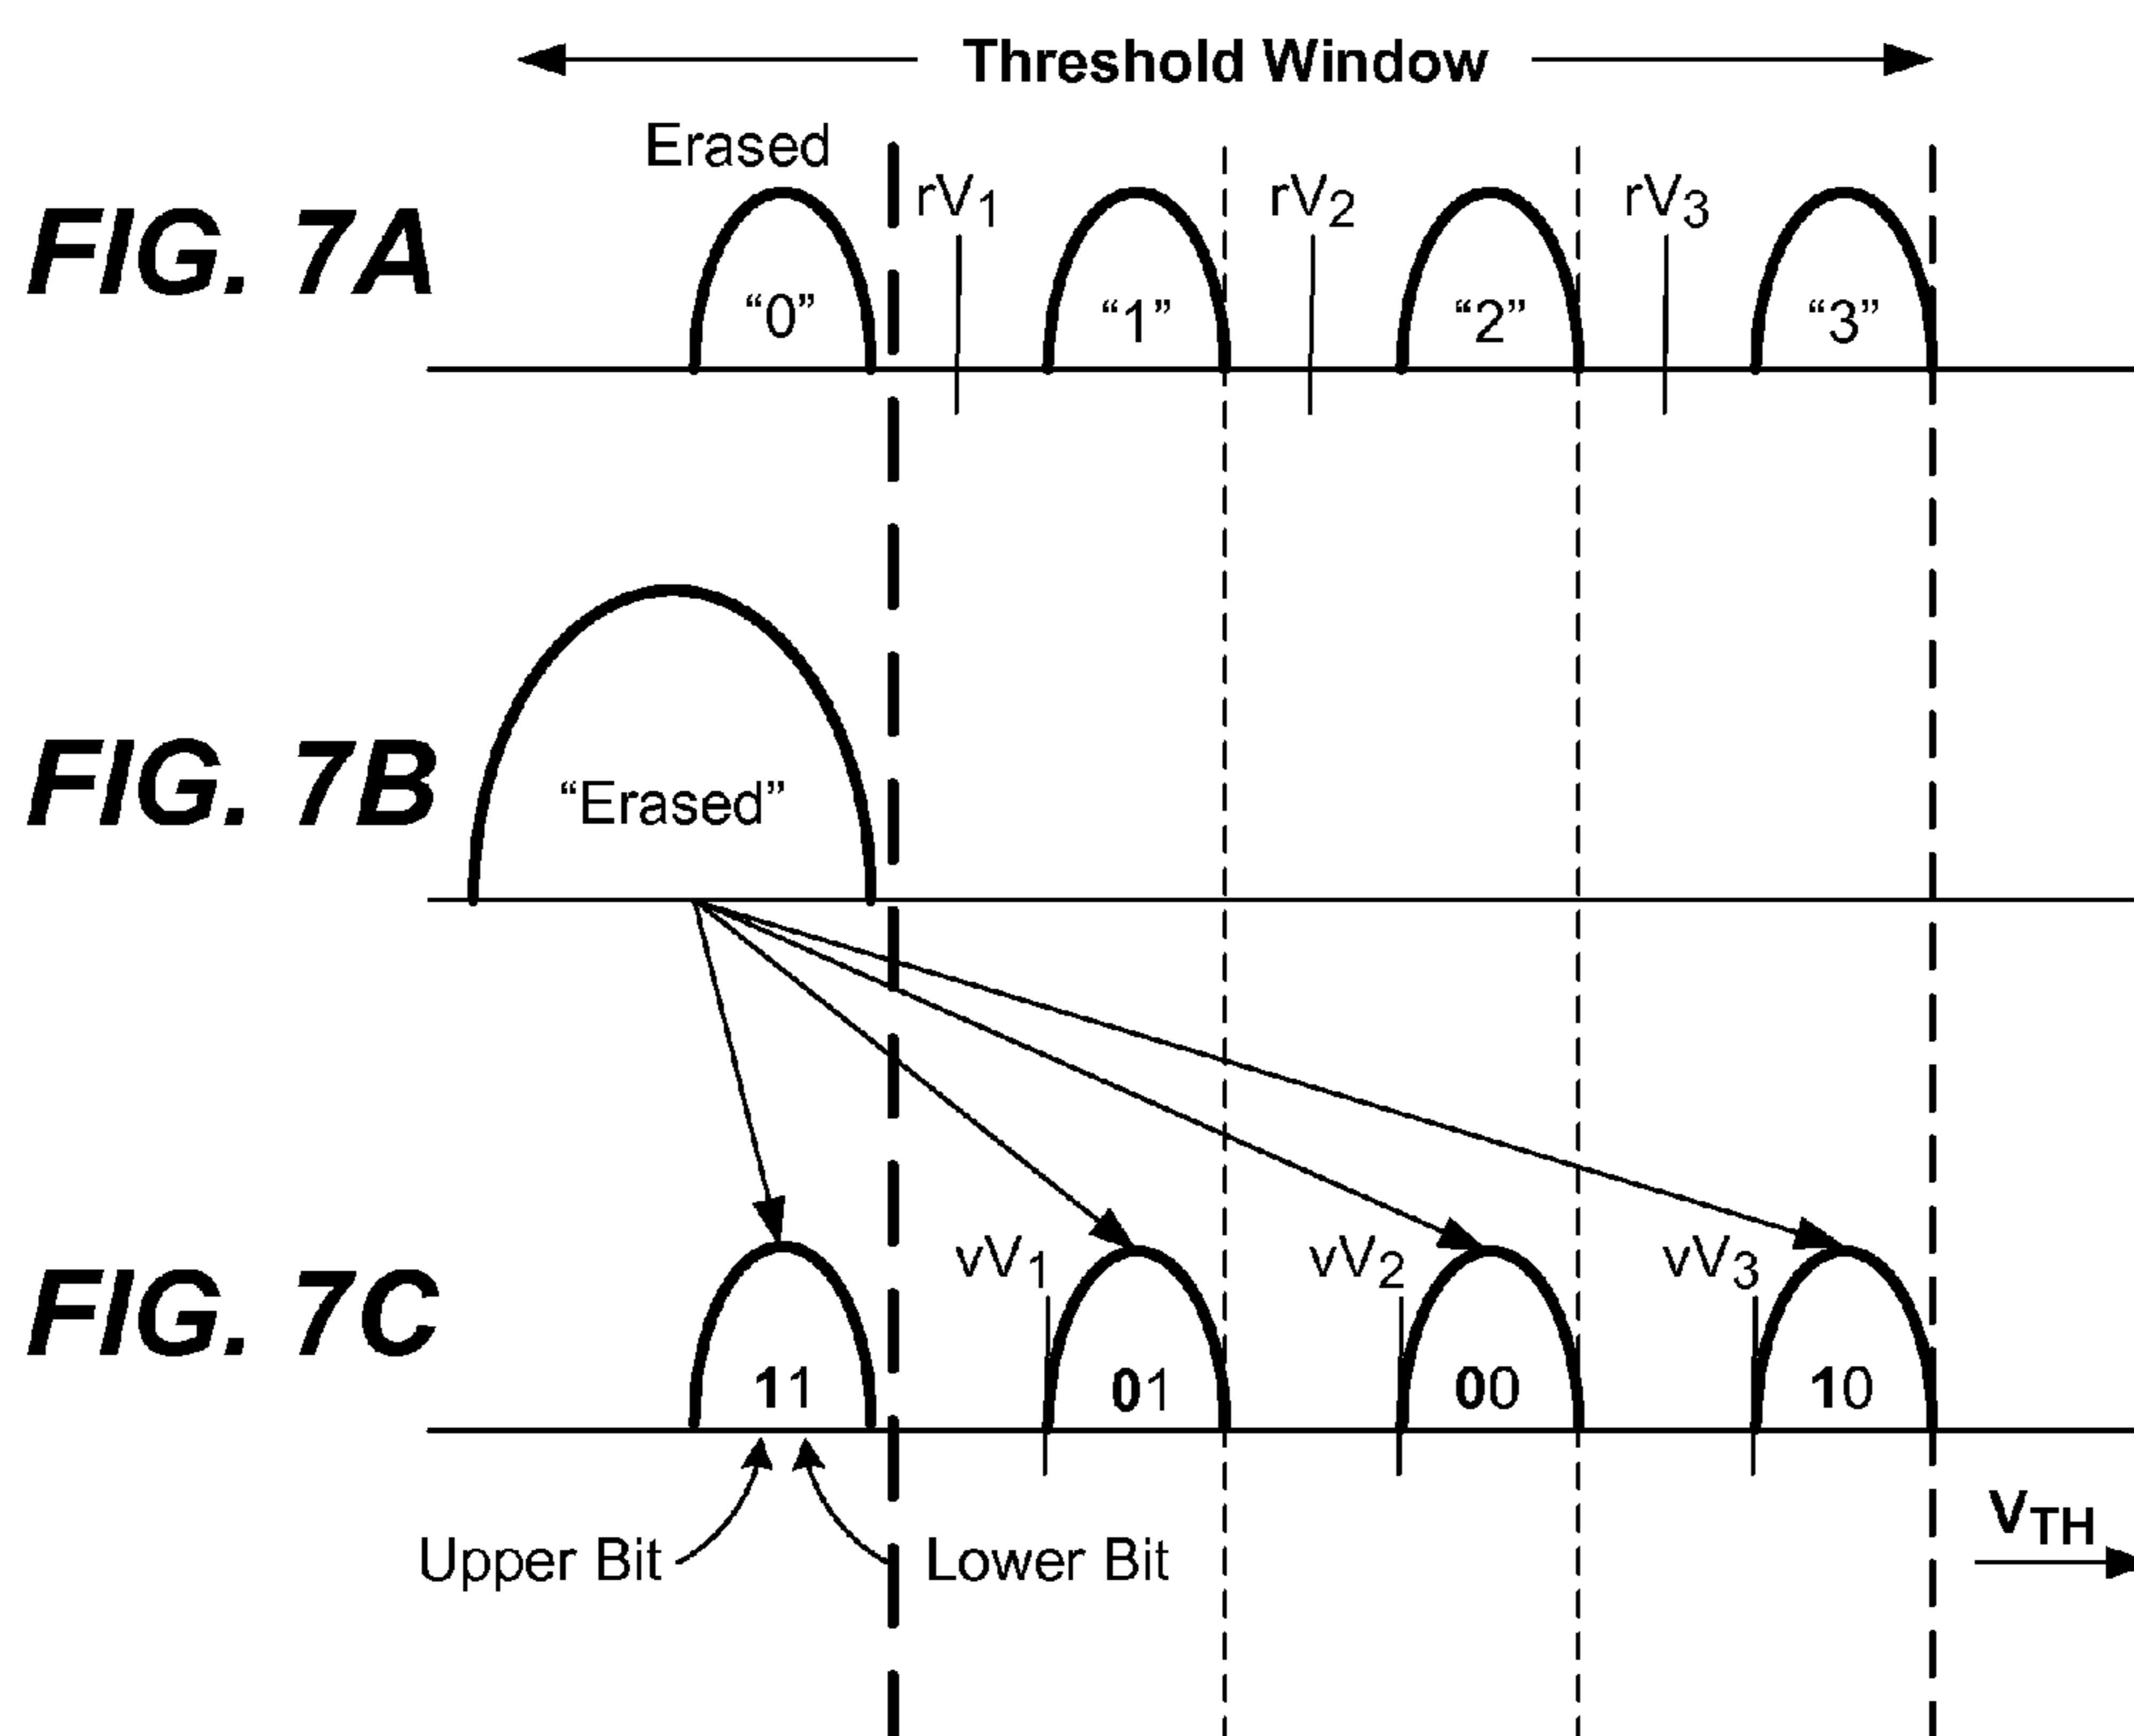 Threshold Window
Erased
FIG. 7A
rV1
rV2
rV3
“0”
“1”
“2”
“3”
FIG. 7B
“Erased”
FIG. 7C
vV1
vV2
vV3
11
01
00
10
Upper Bit
Lower Bit
VTH